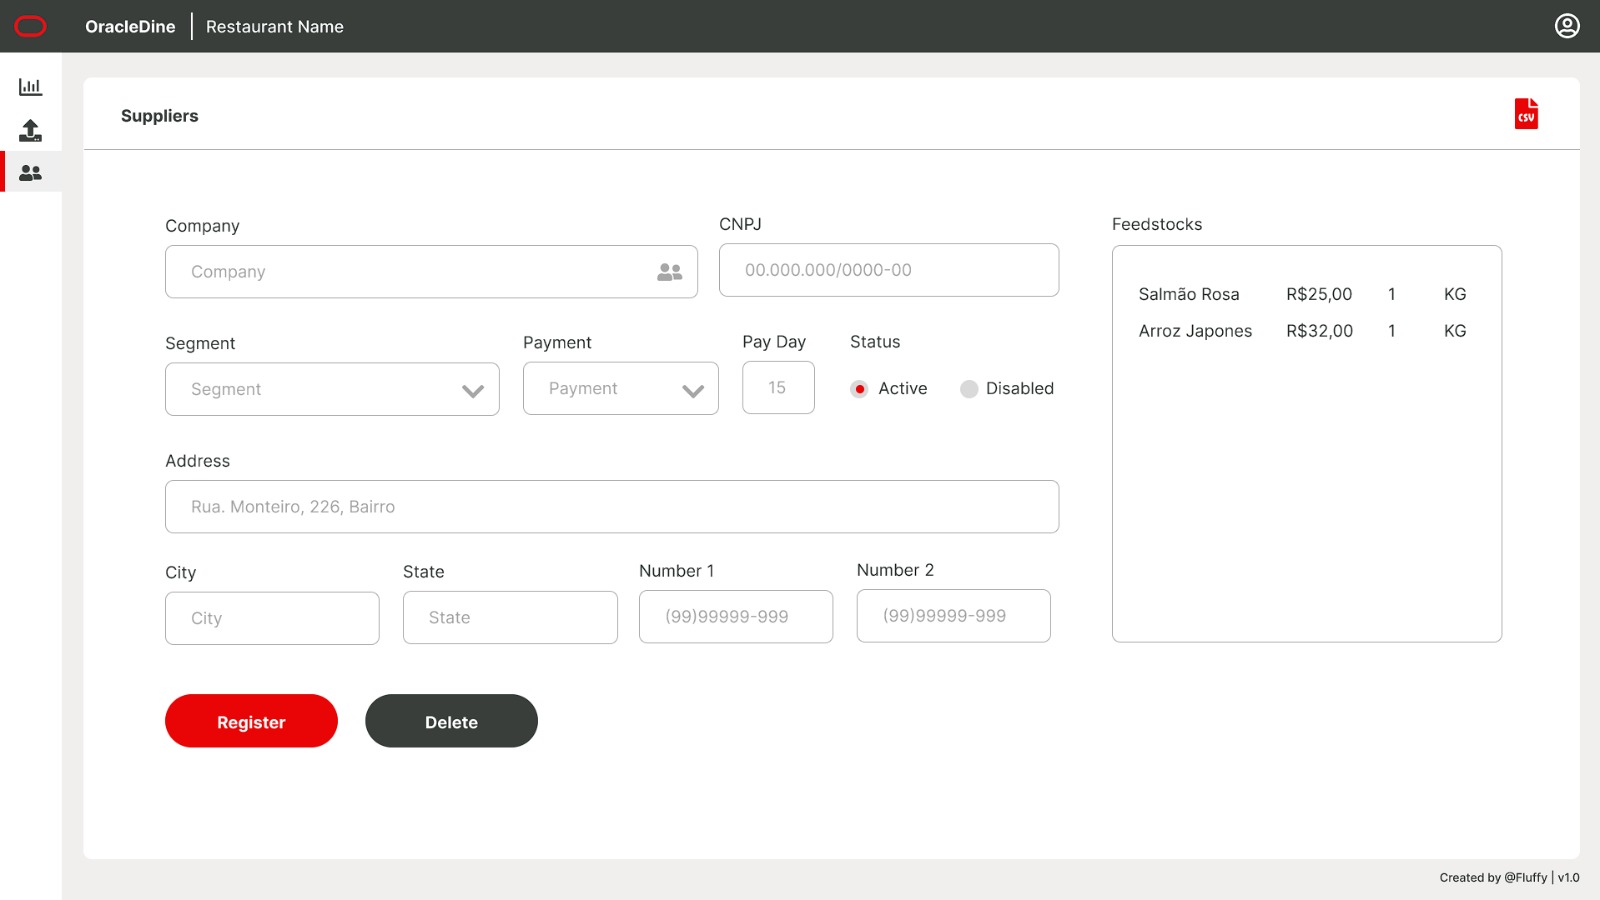 OracleDine | Restaurant Name
Suppliers
CSV
Company
Company
CNPJ
00.000.000/0000-00
Segment
Segment
Payment
Payment
Pay Day
15
Status
Active
Disabled
Address
Rua. Monteiro, 226, Bairro
City
City
State
State
Number 1
(99)99999-999
Number 2
(99)99999-999
Feedstocks
Salmão Rosa R$25,00 1 KG
Arroz Japones R$32,00 1 KG
Register
Delete
Created by @Fluffy | v1.0